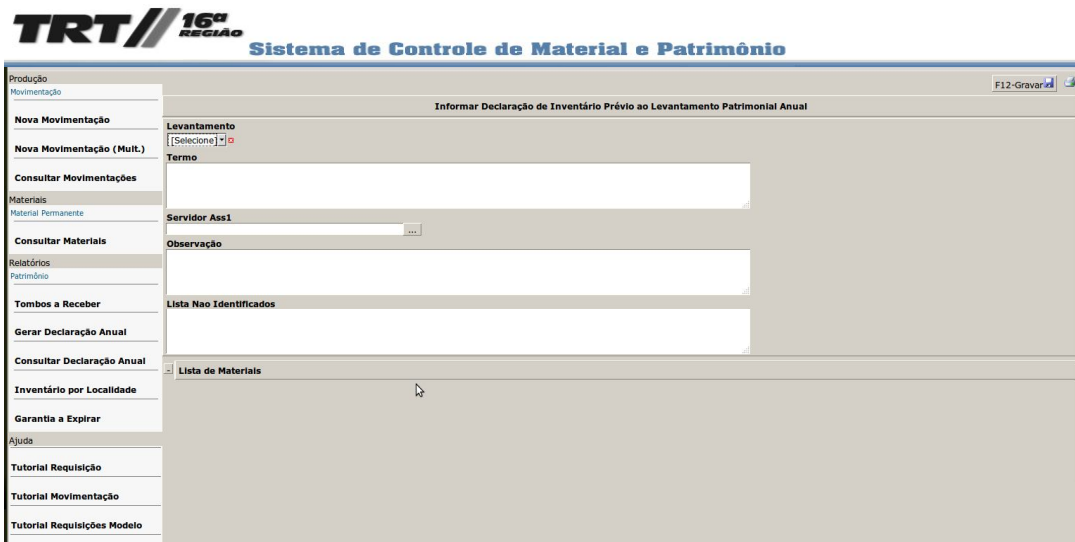 TRT// 16ª
REGIÃO
Sistema de Controle de Material e Patrimônio
Produção
Movimentação
Nova Movimentação
Nova Movimentação (Mult.)
Consultar Movimentações
Materiais
Material Permanente
Consultar Materiais
Relatórios
Patrimônio
Tombos a Receber
Gerar Declaração Anual
Consultar Declaração Anual
Inventário por Localidade
Garantia a Expirar
Ajuda
Tutorial Requisição
Tutorial Movimentação
Tutorial Requisições Modelo
F12-Gravar
Informar Declaração de Inventário Prévio ao Levantamento Patrimonial Anual
Levantamento
[Selecione]
Termo
Servidor Ass1
...
Observação
Lista Nao Identificados
- Lista de Materiais